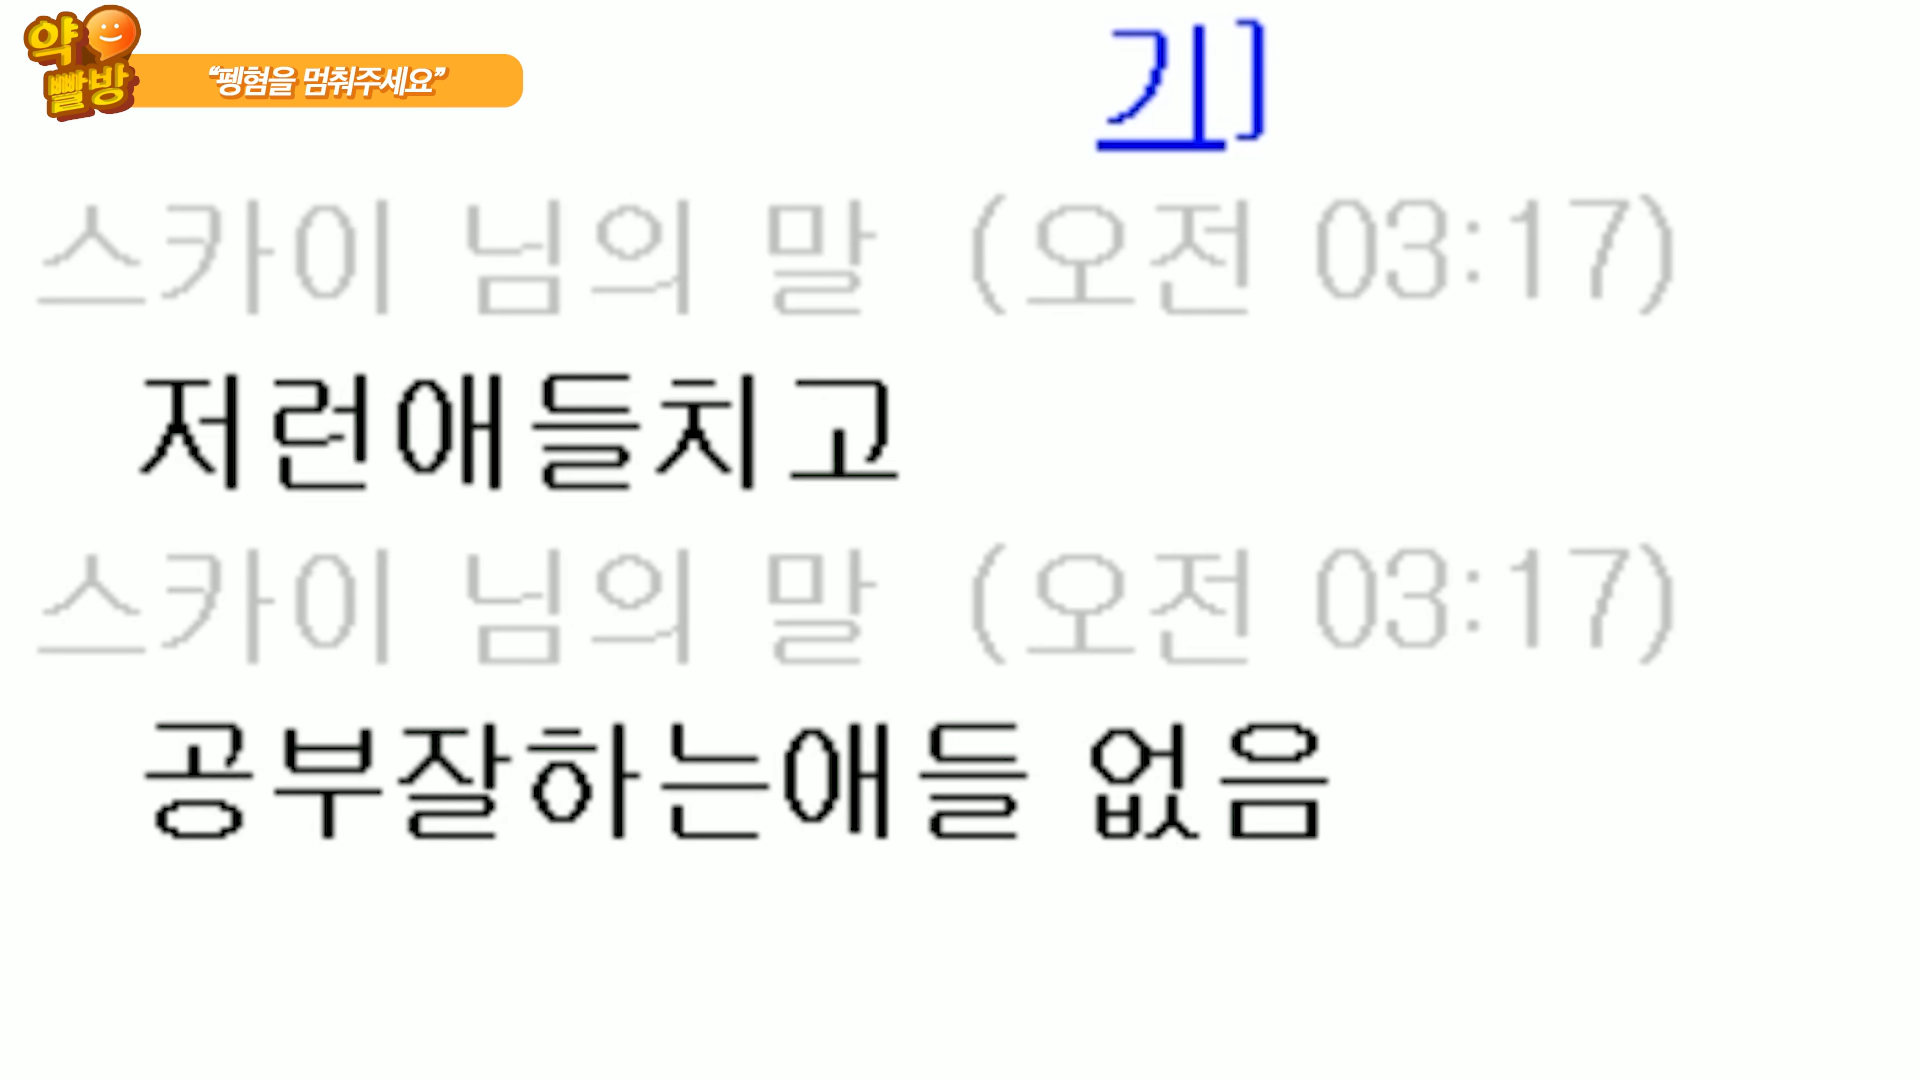 약빨방
“펭혐을 멈춰주세요”
기]
스카이 님의 말 (오전 03:17)
저런애들치고
스카이 님의 말 (오전 03:17)
공부잘하는애들 없음